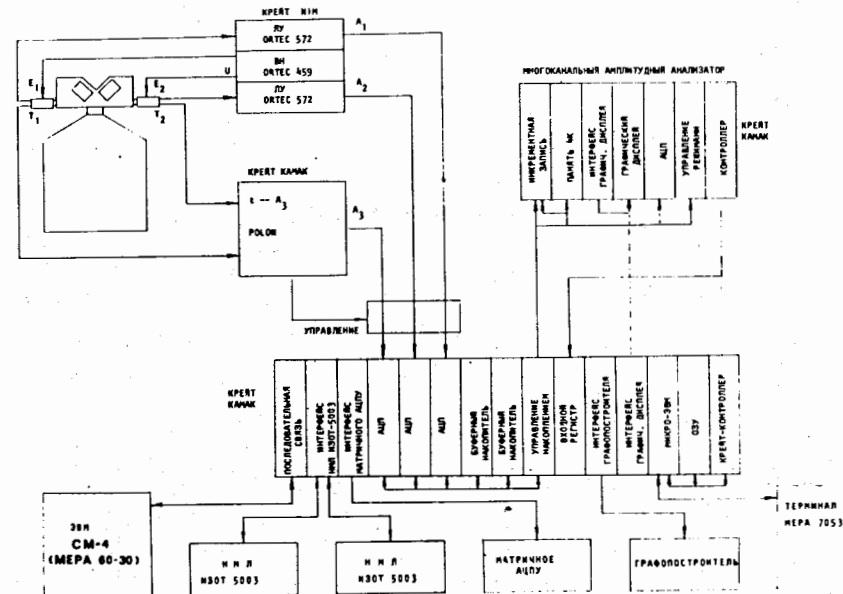 КРЕЙТ NIM
ЛУ
ORTEC 572
A1
ВН
ORTEC 459
U
ЛУ
ORTEC 572
A2
E1
E2
T1
T2
КРЕЙТ КАМАК
t -- A3
POLON
A3
УПРАВЛЕНИЕ
МНОГОКАНАЛЬНЫЙ АМПЛИТУДНЫЙ АНАЛИЗАТОР
ИНКРЕМЕНТНАЯ
ЗАПИСЬ
ПАМЯТЬ 4К
ИНТЕРФЕЙС
ГРАФИЧ. ДИСПЛЕЯ
ГРАФИЧЕСКИЙ
ДИСПЛЕЙ
АЦП
УПРАВЛЕНИЕ
РЕЖИМАМИ
КОНТРОЛЛЕР
КРЕЙТ
КАМАК
КРЕЙТ
КАМАК
ПОСЛЕДОВАТЕЛЬНАЯ
СВЯЗЬ
ИНТЕРФЕЙС
НМЛ ИЗОТ-5003
ИНТЕРФЕЙС
МАТРИЧНОГО АЦПУ
АЦП
АЦП
АЦП
БУФЕРНЫЙ
НАКОПИТЕЛЬ
БУФЕРНЫЙ
НАКОПИТЕЛЬ
УПРАВЛЕНИЕ
НАКОПЛЕНИЕМ
ВХОДНОЙ
РЕГИСТР
ИНТЕРФЕЙС
ГРАФОПОСТРОИТЕЛЯ
ИНТЕРФЕЙС
ГРАФИЧ. ДИСПЛЕЯ
МИКРО-ЭВМ
ОЗУ
КРЕЙТ-КОНТРОЛЛЕР
ЭВМ
СМ-4
(МЕРА 60-30)
Н М Л
ИЗОТ 5003
Н М Л
ИЗОТ 5003
МАТРИЧНОЕ
АЦПУ
ГРАФОПОСТРОИТЕЛЬ
ТЕРМИНАЛ
МЕРА 7053